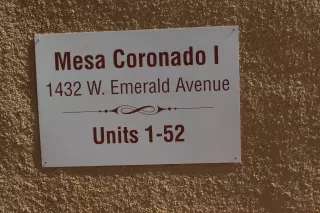 Mesa Coronado I
1432 W. Emerald Avenue
Units 1-52